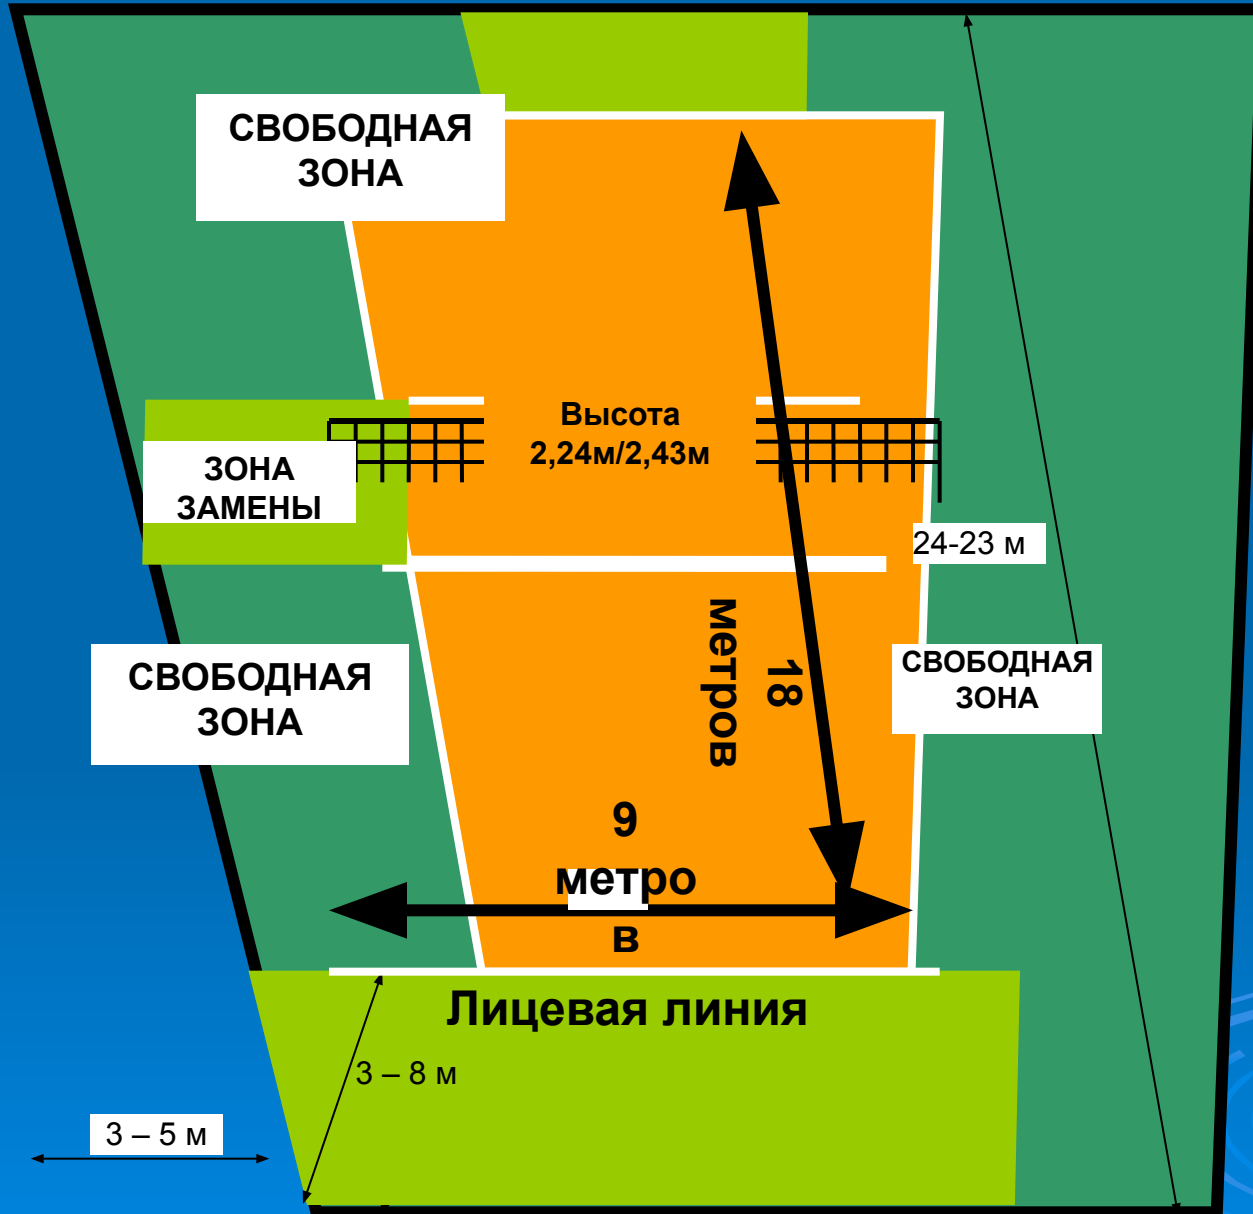 СВОБОДНАЯ
ЗОНА
Высота
2,24м/2,43м
ЗОНА
ЗАМЕНЫ
24-23 м
СВОБОДНАЯ
ЗОНА
18
метров
СВОБОДНАЯ
ЗОНА
9
метро
в
Лицевая линия
3 – 8 м
3 – 5 м